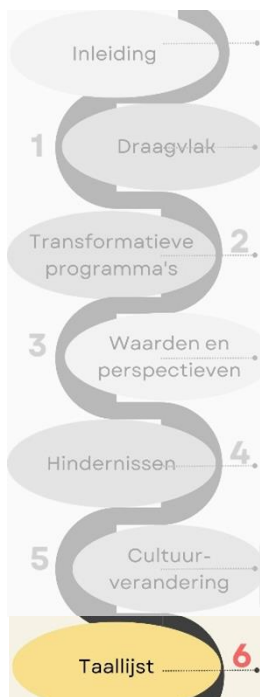 Inleiding
1
Draagvlak
Transformatieve
programma's
2
3
Waarden en
perspectieven
Hindernissen
4
5
Cultuur-
verandering
Taallijst
6